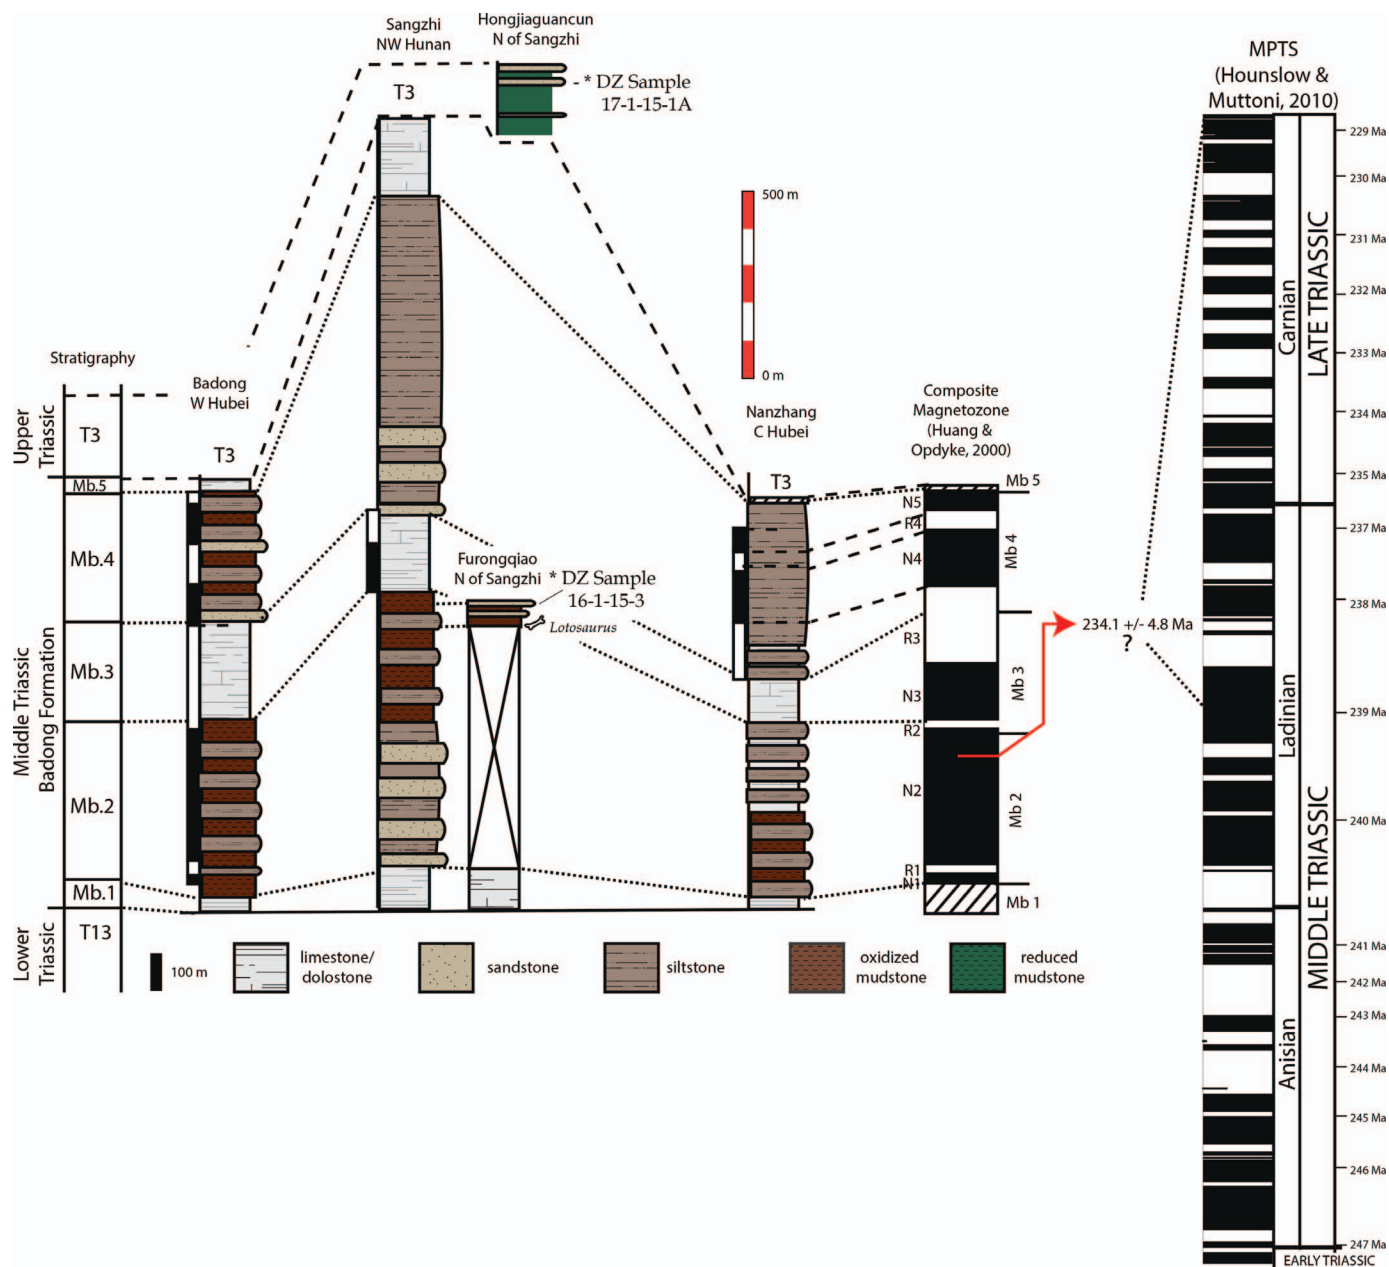 Sangzhi
NW Hunan
Hongjiaguancun
N of Sangzhi
* DZ Sample
17-1-15-1A
T3
MPTS
(Hounslow &
Muttoni, 2010)
500 m
0 m
Stratigraphy
Badong
W Hubei
T3
Nanzhang
C Hubei
T3
Composite
Magnetozone
(Huang &
Opdyke, 2000)
Upper
Triassic
T3
Mb.5
Mb.4
Mb.3
Mb.2
Mb.1
T13
Middle Triassic
Badong Formation
Lower
Triassic
Furongqiao
N of Sangzhi
* DZ Sample
16-1-15-3
Lotosaurus
N5
R4
N4
R3
N3
R2
N2
R1
N1
Mb 5
Mb 4
Mb 3
Mb 2
Mb 1
234.1 +/- 4.8 Ma
?
Carnian
Ladinian
Anisian
LATE TRIASSIC
MIDDLE TRIASSIC
EARLY TRIASSIC
229 Ma
230 Ma
231 Ma
232 Ma
233 Ma
234 Ma
235 Ma
237 Ma
238 Ma
239 Ma
240 Ma
241 Ma
242 Ma
243 Ma
244 Ma
245 Ma
246 Ma
247 Ma
100 m
limestone/
dolostone
sandstone
siltstone
oxidized
mudstone
reduced
mudstone